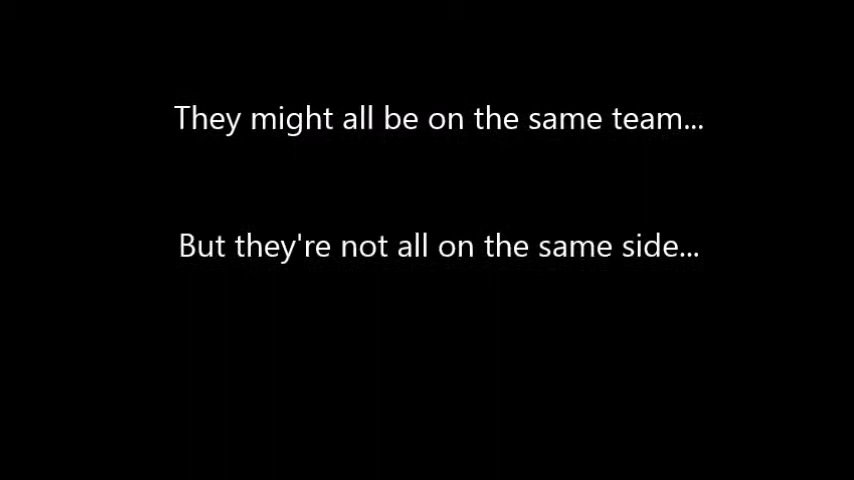 They might all be on the same team...
But they're not all on the same side...